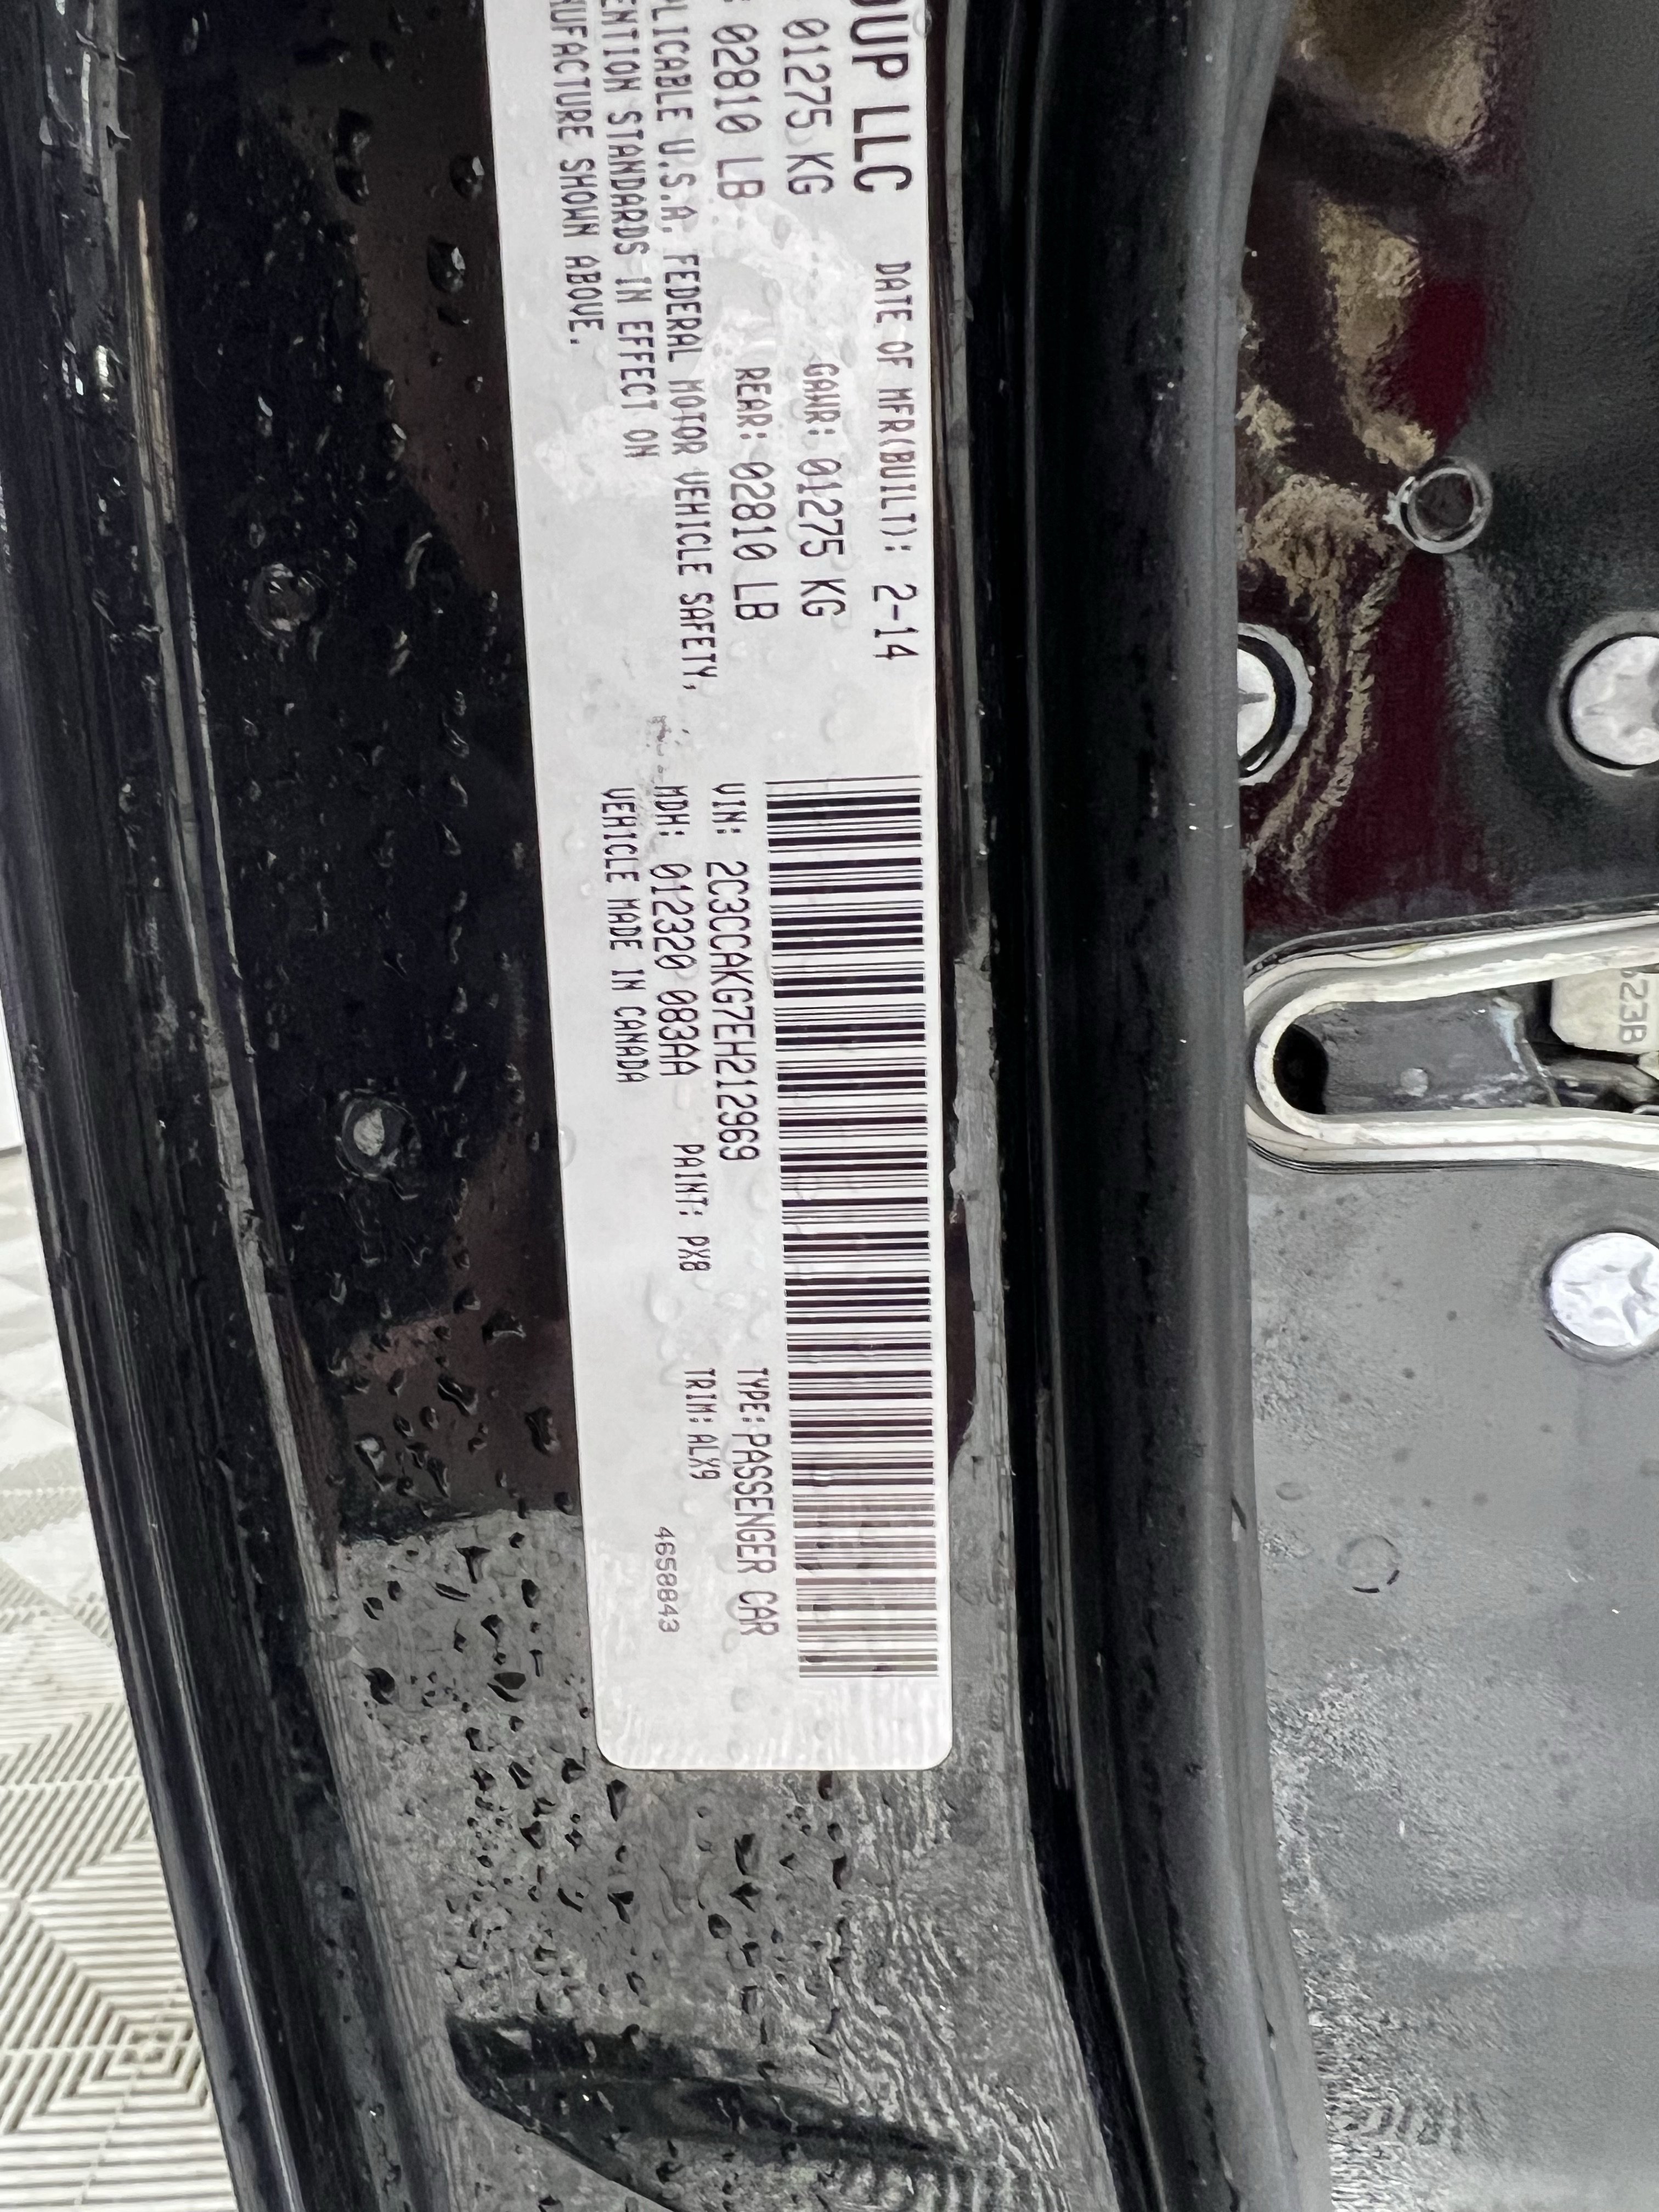 OUP LLC DATE OF MFR(BUILT): 2-14
01275 KG GAWR: 01275 KG
: 02810 LB REAR: 02810 LB
PLICABLE U.S.A. FEDERAL MOTOR VEHICLE SAFETY,
ENTION STANDARDS IN EFFECT ON
NUFACTURE SHOWN ABOVE.
VIN: 2C3CCAKG7EH212969 TYPE: PASSENGER CAR
MDH: 012320 083AA PAINT: PX8 TRIM: ALX9
VEHICLE MADE IN CANADA 4658843
623B